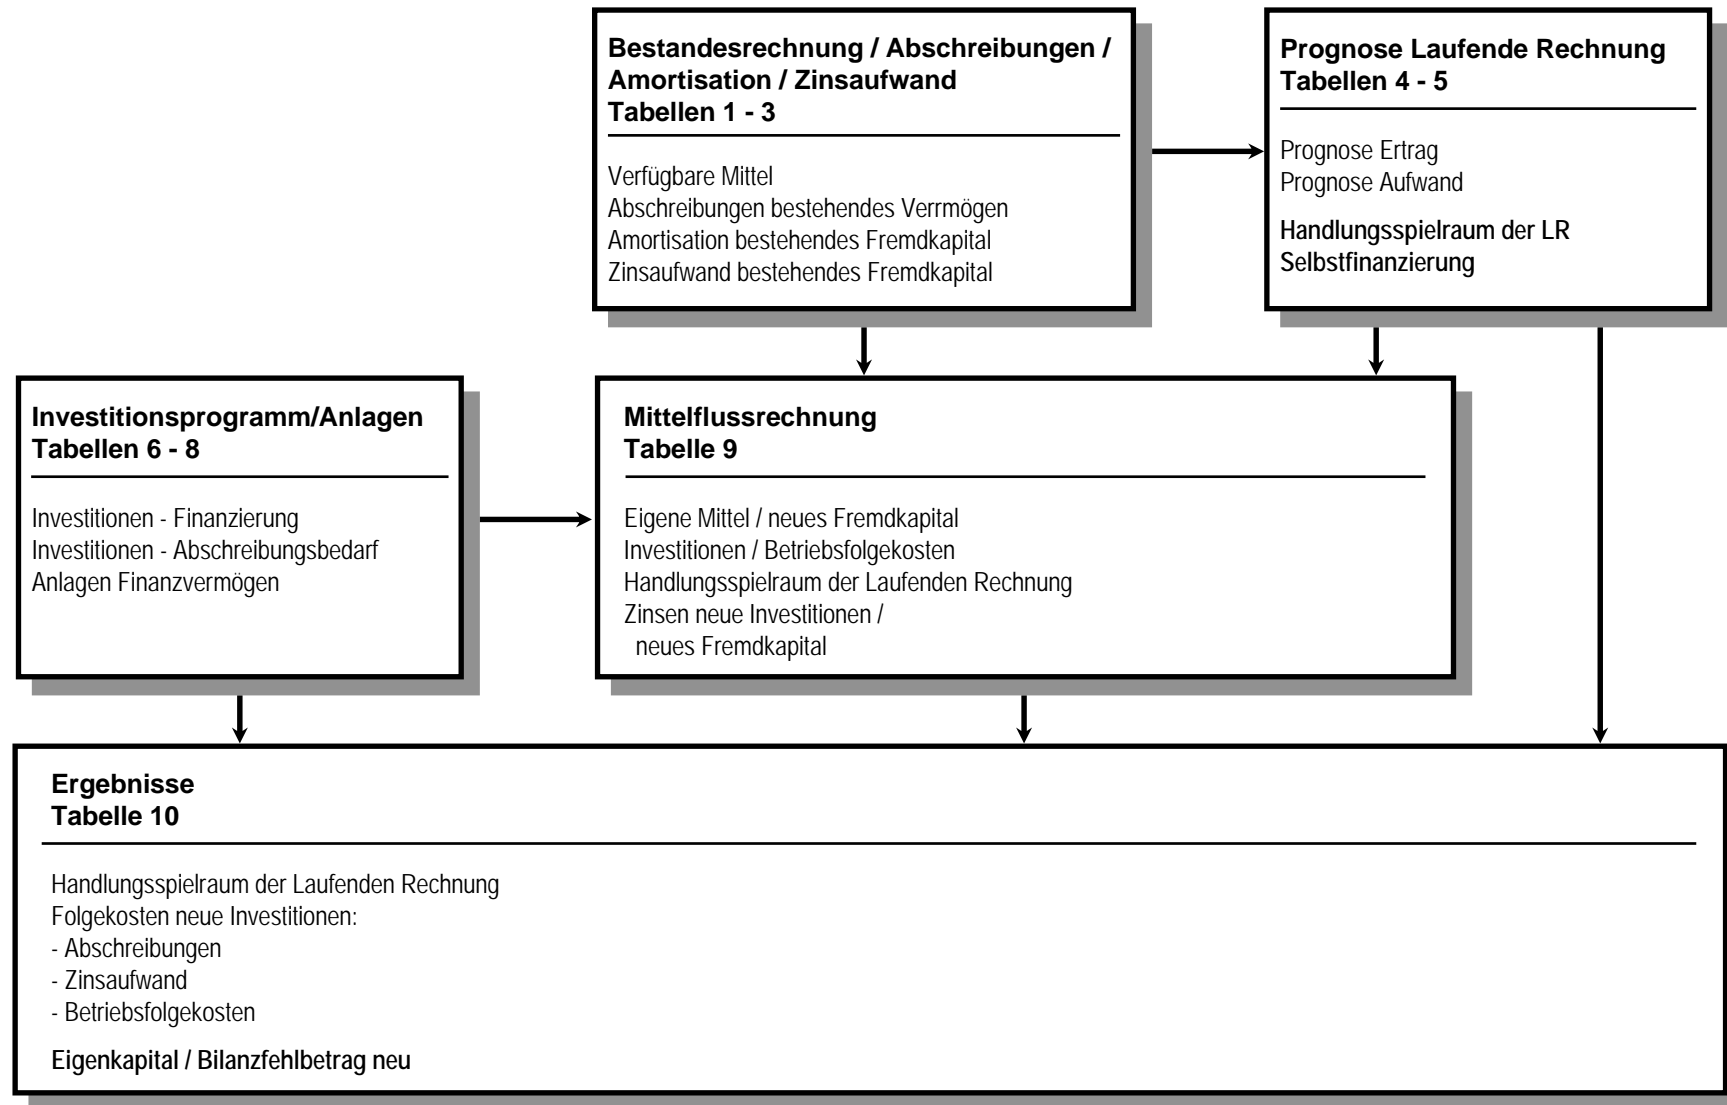 Bestandesrechnung / Abschreibungen /
Amortisation / Zinsaufwand
Tabellen 1 - 3
Verfügbare Mittel
Abschreibungen bestehendes Verrmögen
Amortisation bestehendes Fremdkapital
Zinsaufwand bestehendes Fremdkapital
Prognose Laufende Rechnung
Tabellen 4 - 5
Prognose Ertrag
Prognose Aufwand
Handlungsspielraum der LR
Selbstfinanzierung
Investitionsprogramm/Anlagen
Tabellen 6 - 8
Investitionen - Finanzierung
Investitionen - Abschreibungsbedarf
Anlagen Finanzvermögen
Mittelflussrechnung
Tabelle 9
Eigene Mittel / neues Fremdkapital
Investitionen / Betriebsfolgekosten
Handlungsspielraum der Laufenden Rechnung
Zinsen neue Investitionen /
neues Fremdkapital
Ergebnisse
Tabelle 10
Handlungsspielraum der Laufenden Rechnung
Folgekosten neue Investitionen:
- Abschreibungen
- Zinsaufwand
- Betriebsfolgekosten
Eigenkapital / Bilanzfehlbetrag neu